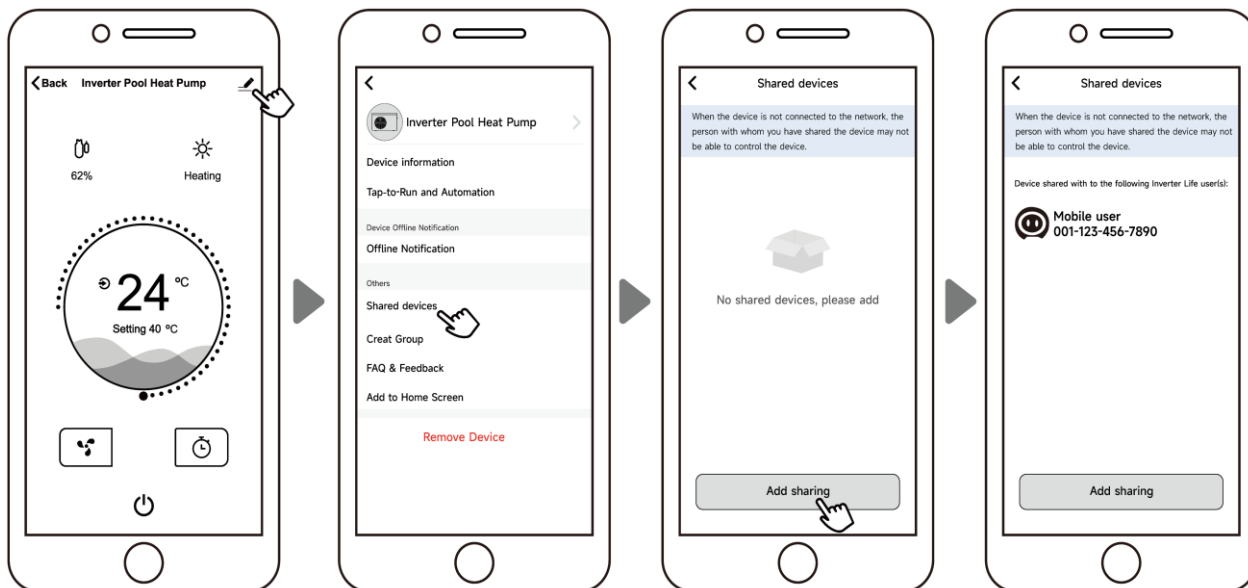 Back Inverter Pool Heat Pump
62%
Heating
24 °C
Setting 40 °C
Inverter Pool Heat Pump
Device information
Tap-to-Run and Automation
Device Offline Notification
Offline Notification
Others
Shared devices
Creat Group
FAQ & Feedback
Add to Home Screen
Remove Device
Shared devices
When the device is not connected to the network, the
person with whom you have shared the device may not
be able to control the device.
No shared devices, please add
Add sharing
Shared devices
When the device is not connected to the network, the
person with whom you have shared the device may not
be able to control the device.
Device shared with to the following Inverter Life user(s):
Mobile user
001-123-456-7890
Add sharing